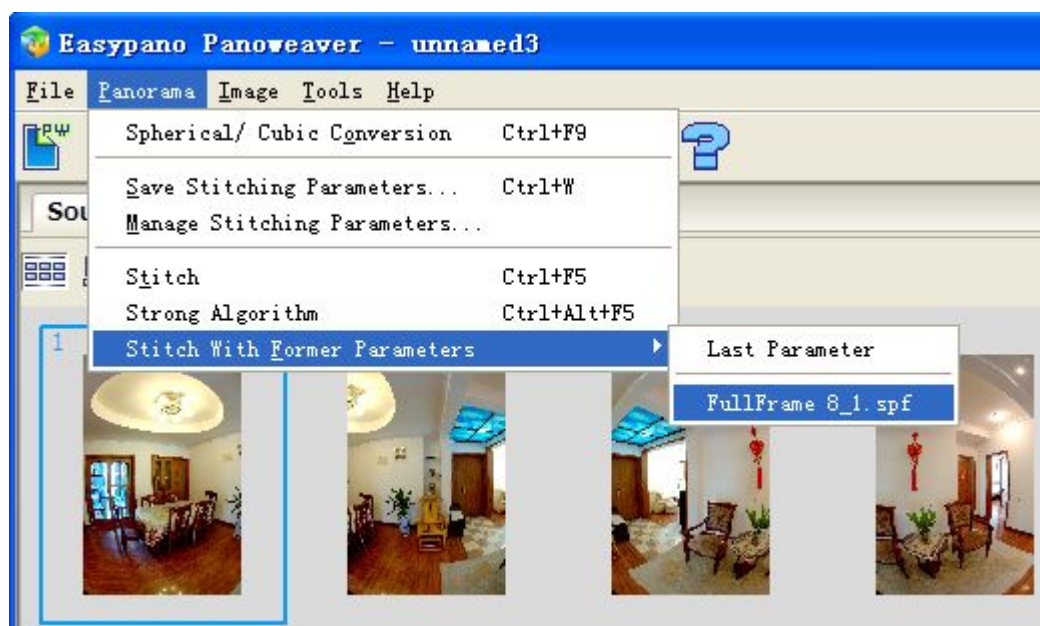 Easypano Panoweaver - unnamed3
File Panorama Image Tools Help
PW
Spherical/ Cubic Conversion Ctrl+F9
Save Stitching Parameters... Ctrl+W
Sou
Manage Stitching Parameters...
Stitch Ctrl+F5
Strong Algorithm Ctrl+Alt+F5
1
Stitch With Former Parameters
Last Parameter
FullFrame 8_1.spf